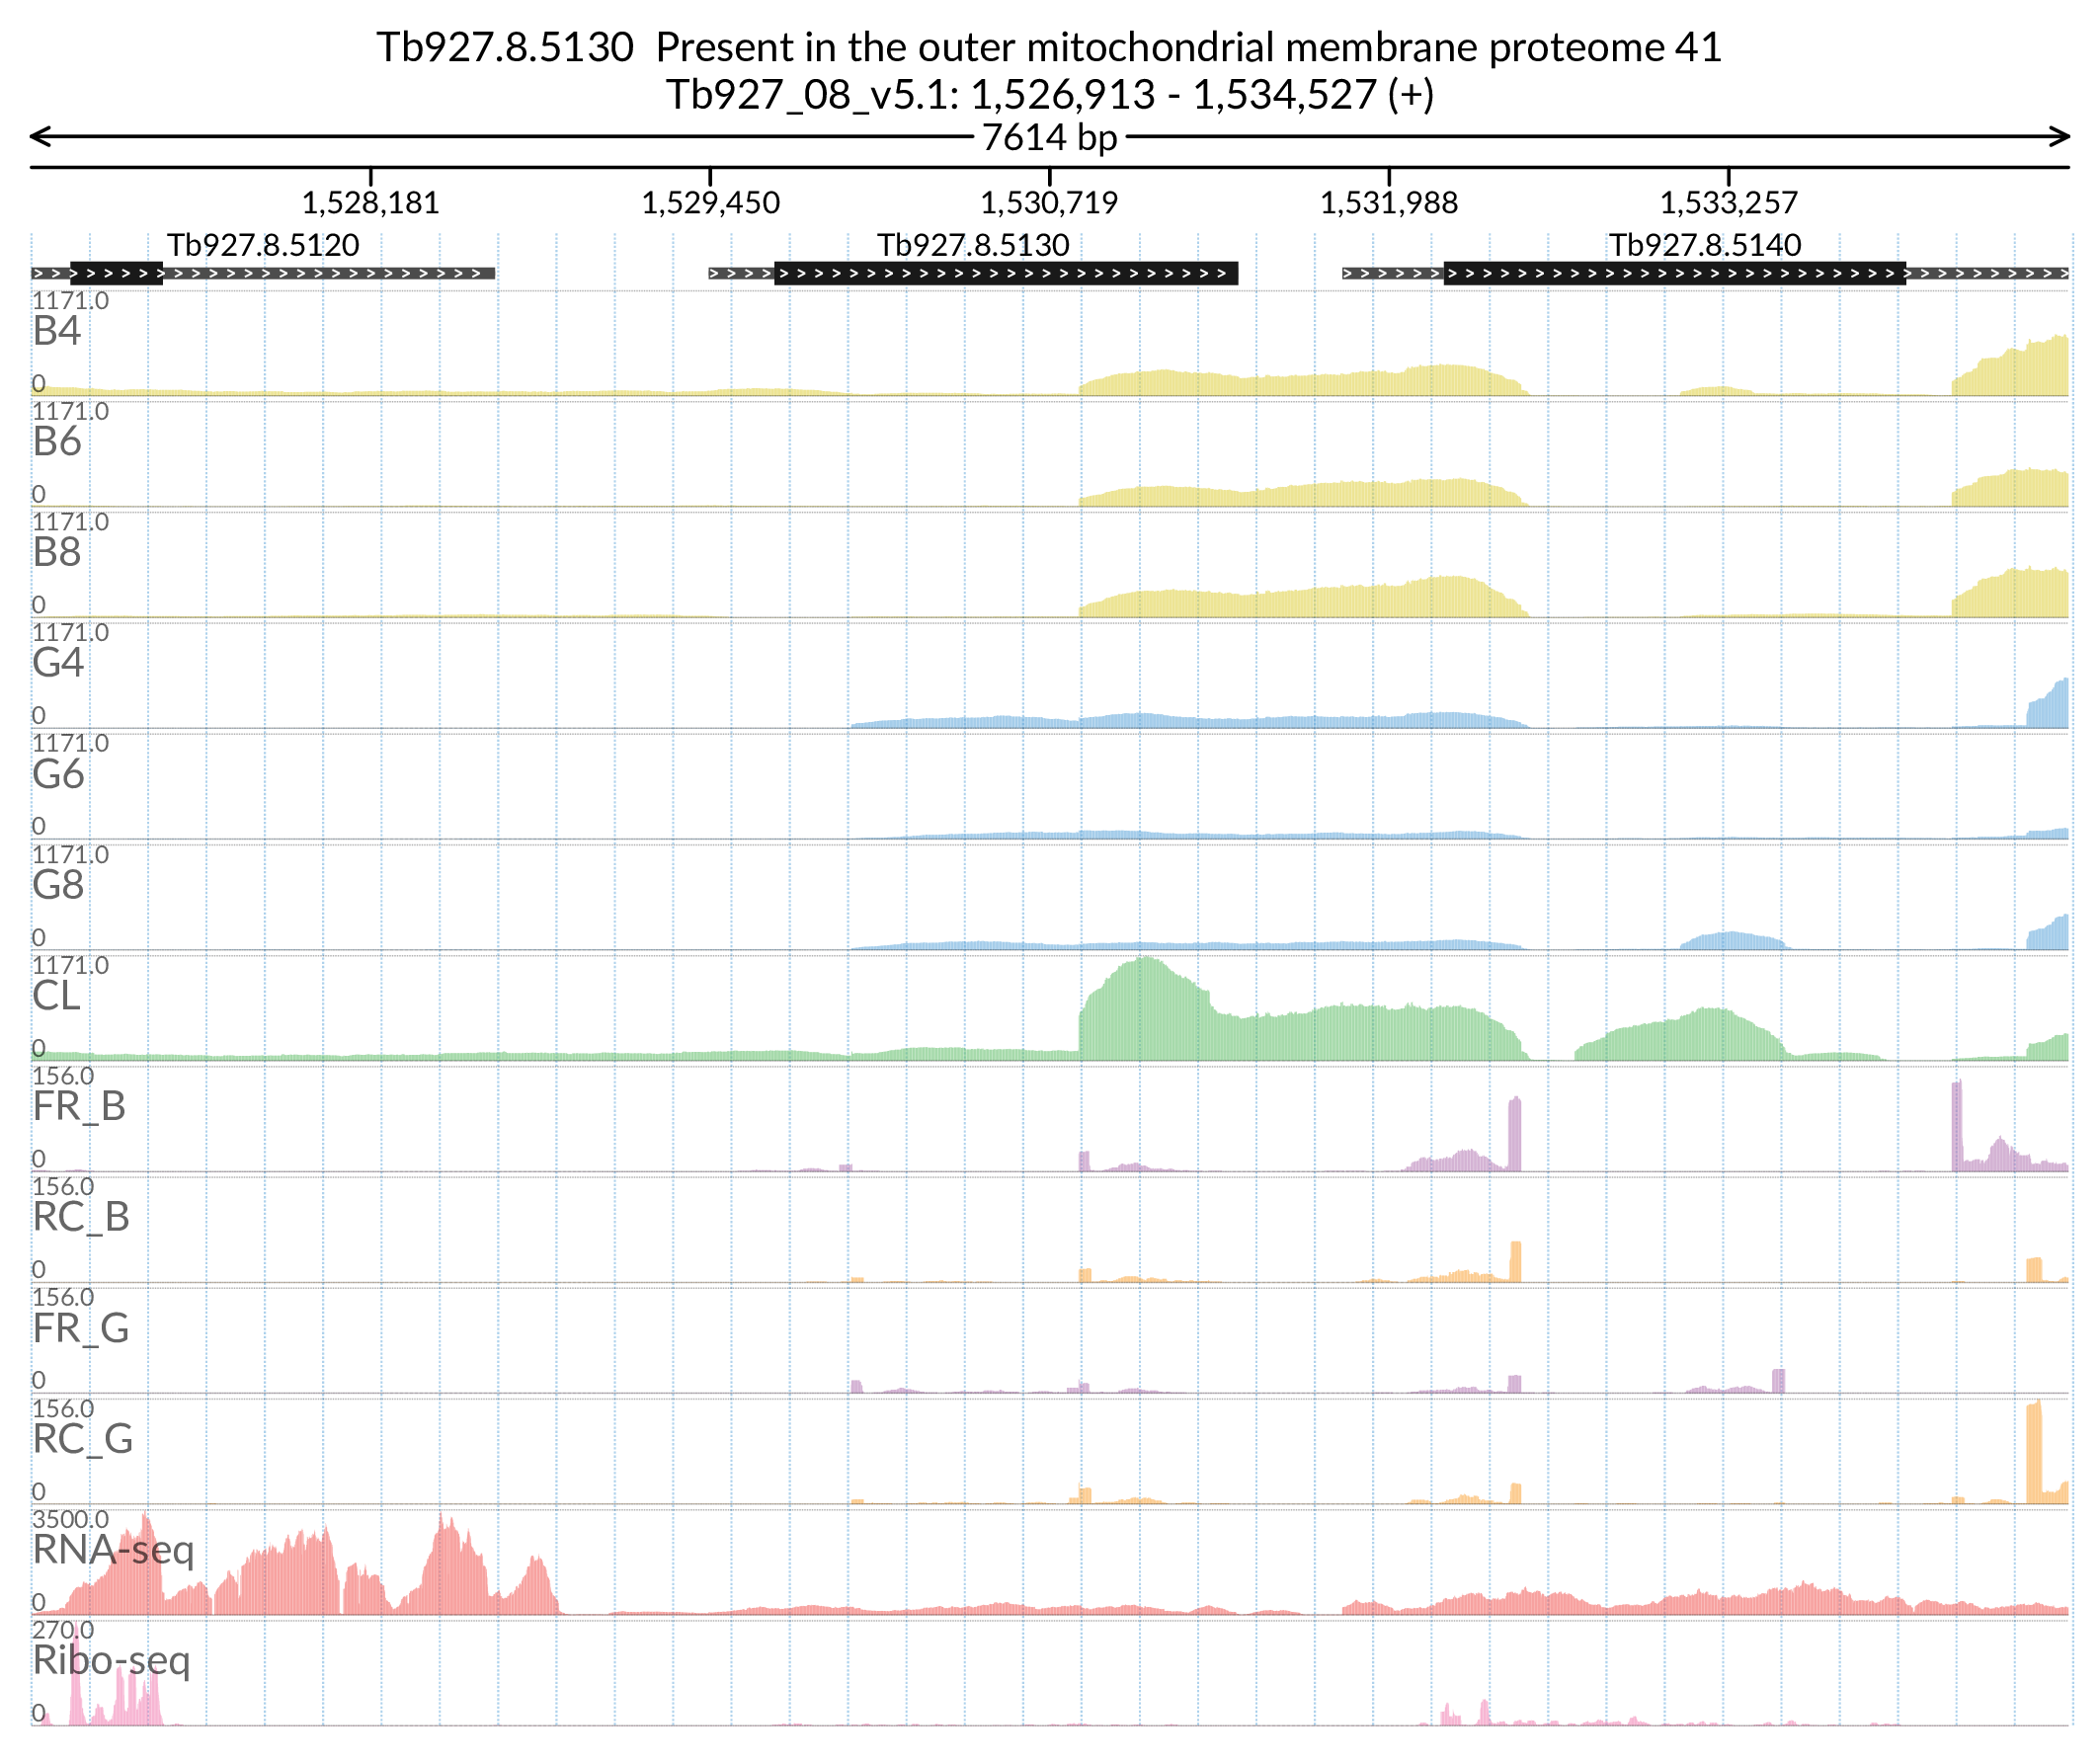 Tb927.8.5130 Present in the outer mitochondrial membrane proteome 41
Tb927_08_v5.1: 1,526,913 - 1,534,527 (+)
7614 bp
1,528,181 1,529,450 1,530,719 1,531,988 1,533,257
Tb927.8.5120 Tb927.8.5130 Tb927.8.5140
1171.0
B4
0
1171.0
B6
0
1171.0
B8
0
1171.0
G4
0
1171.0
G6
0
1171.0
G8
0
1171.0
CL
0
156.0
FR_B
0
156.0
RC_B
0
156.0
FR_G
0
156.0
RC_G
0
3500.0
RNA-seq
0
270.0
Ribo-seq
0